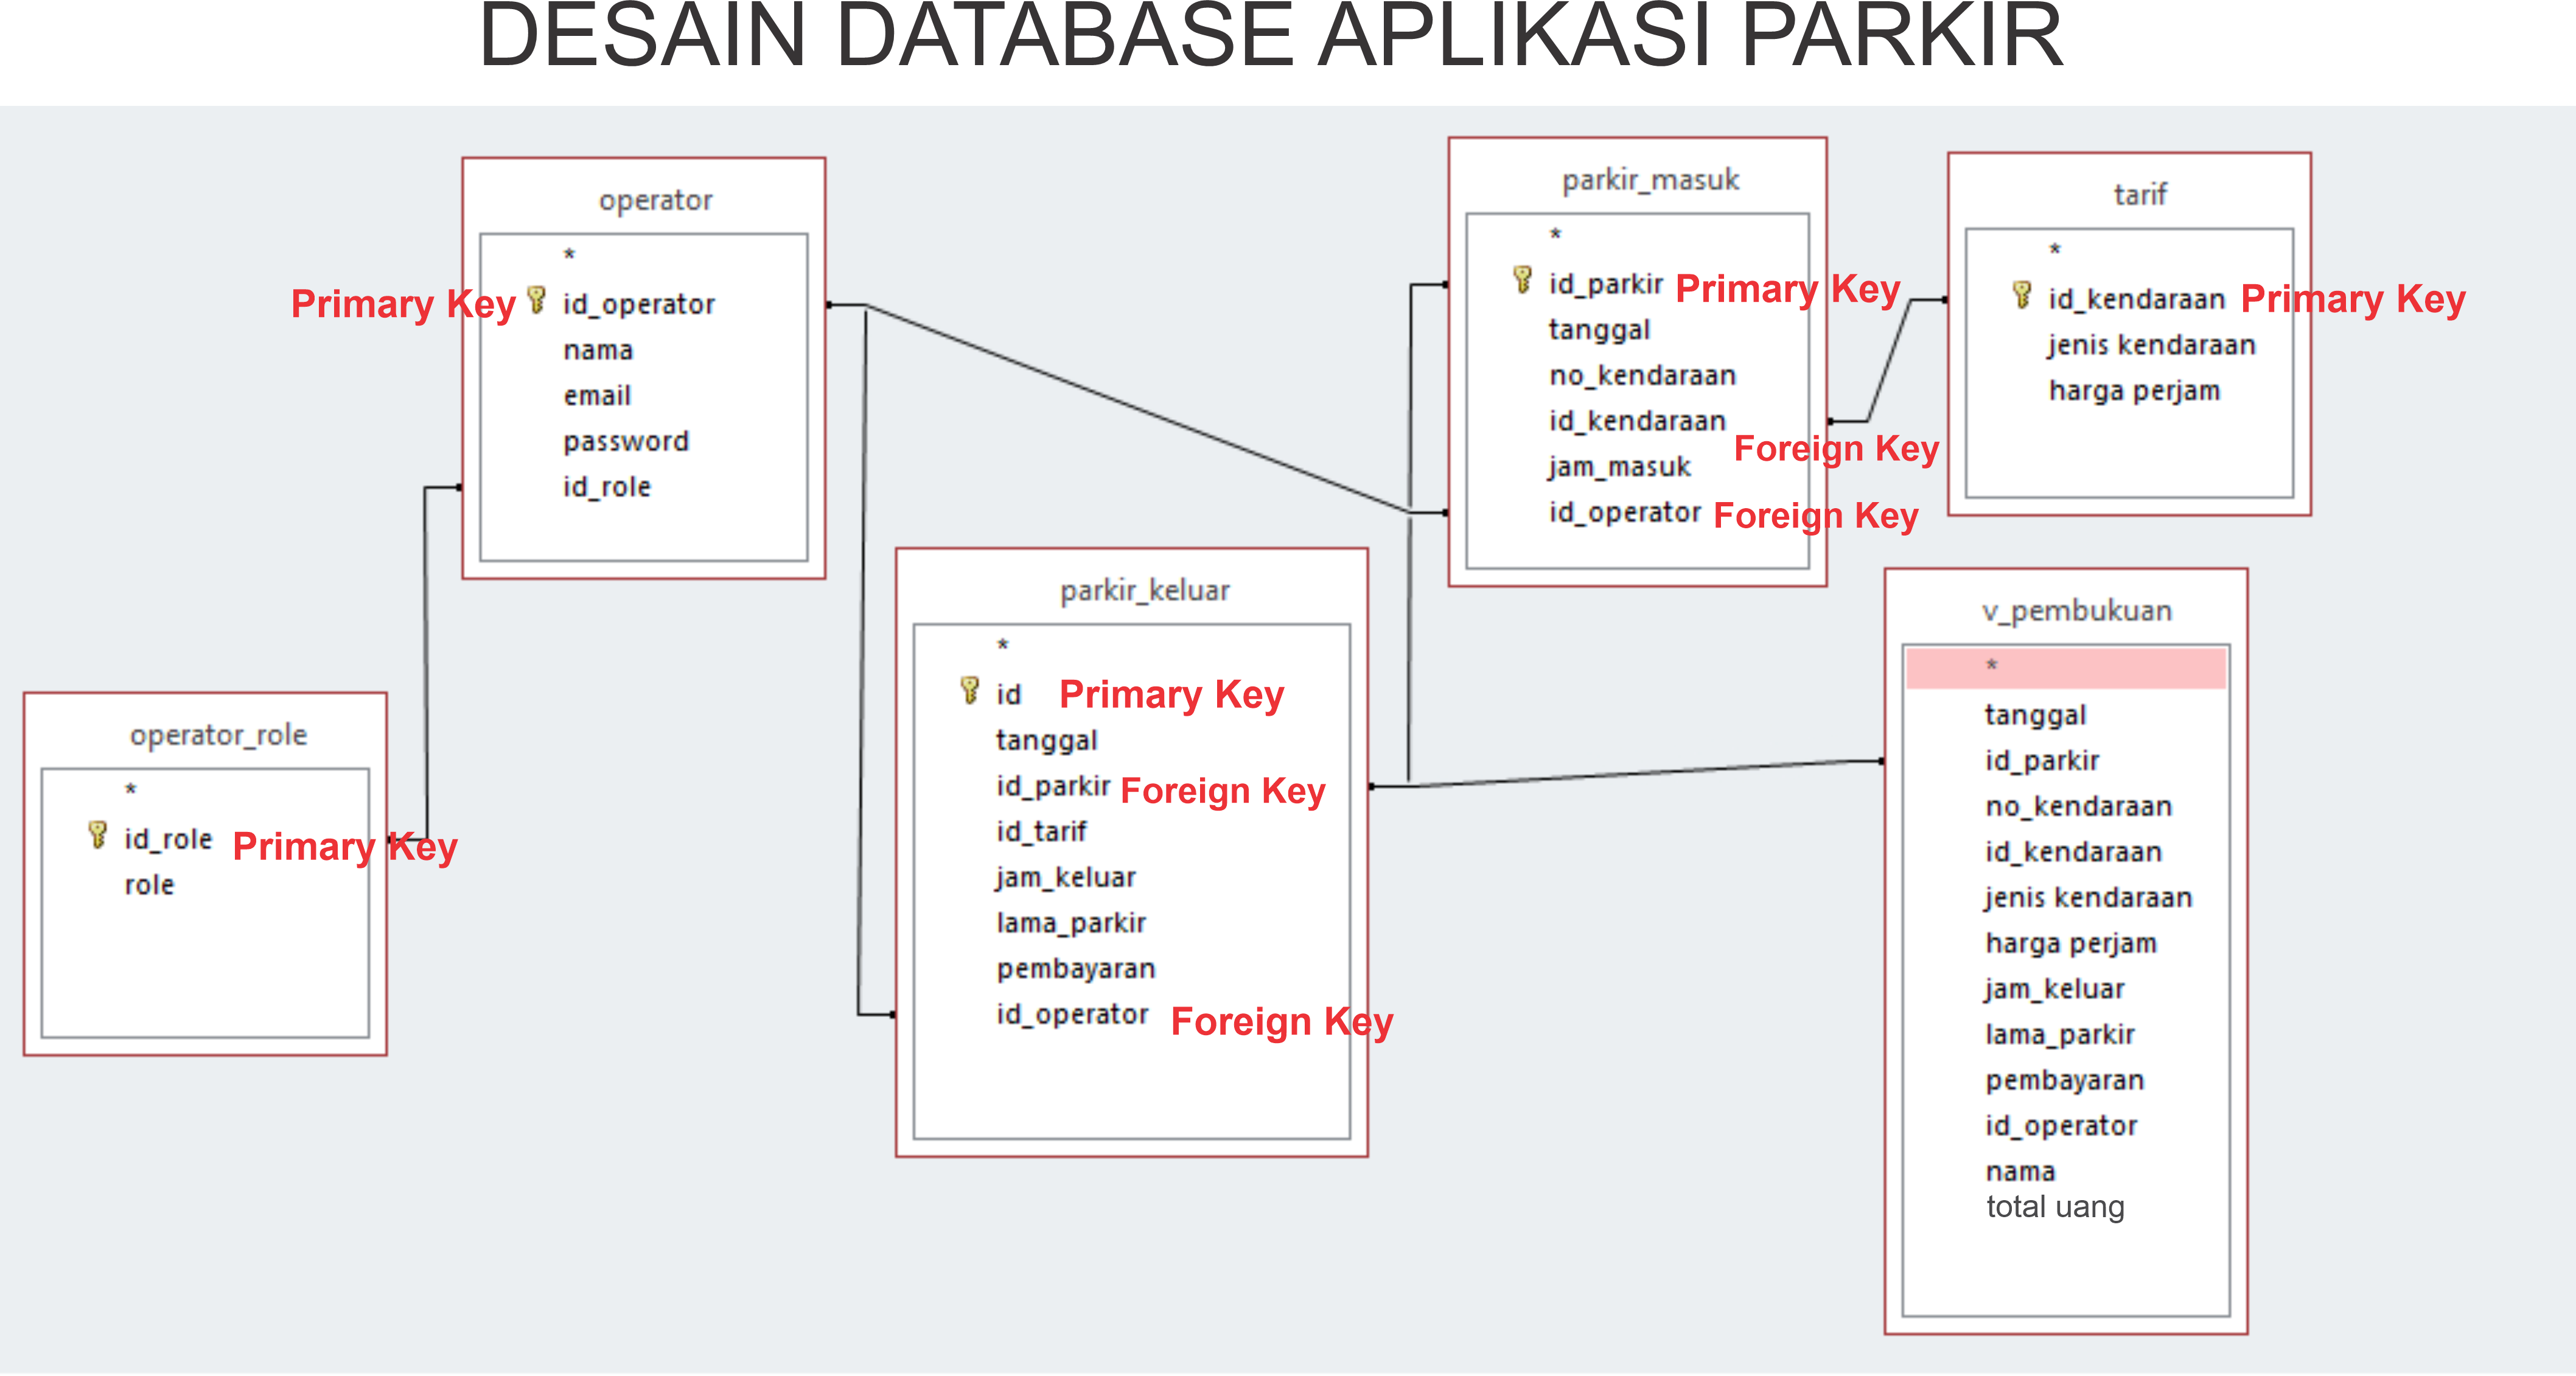 DESAIN DATABASE APLIKASI PARKIR
operator
*
Primary Key id_operator
nama
email
password
id_role
parkir_masuk
*
id_parkir Primary Key
tanggal
no_kendaraan
id_kendaraan
Foreign Key
jam_masuk
id_operator Foreign Key
tarif
*
id_kendaraan Primary Key
jenis kendaraan
harga perjam
operator_role
*
id_role Primary Key
role
parkir_keluar
*
id Primary Key
tanggal
id_parkir Foreign Key
id_tarif
jam_keluar
lama_parkir
pembayaran
id_operator Foreign Key
v_pembukuan
*
tanggal
id_parkir
no_kendaraan
id_kendaraan
jenis kendaraan
harga perjam
jam_keluar
lama_parkir
pembayaran
id_operator
nama
total uang